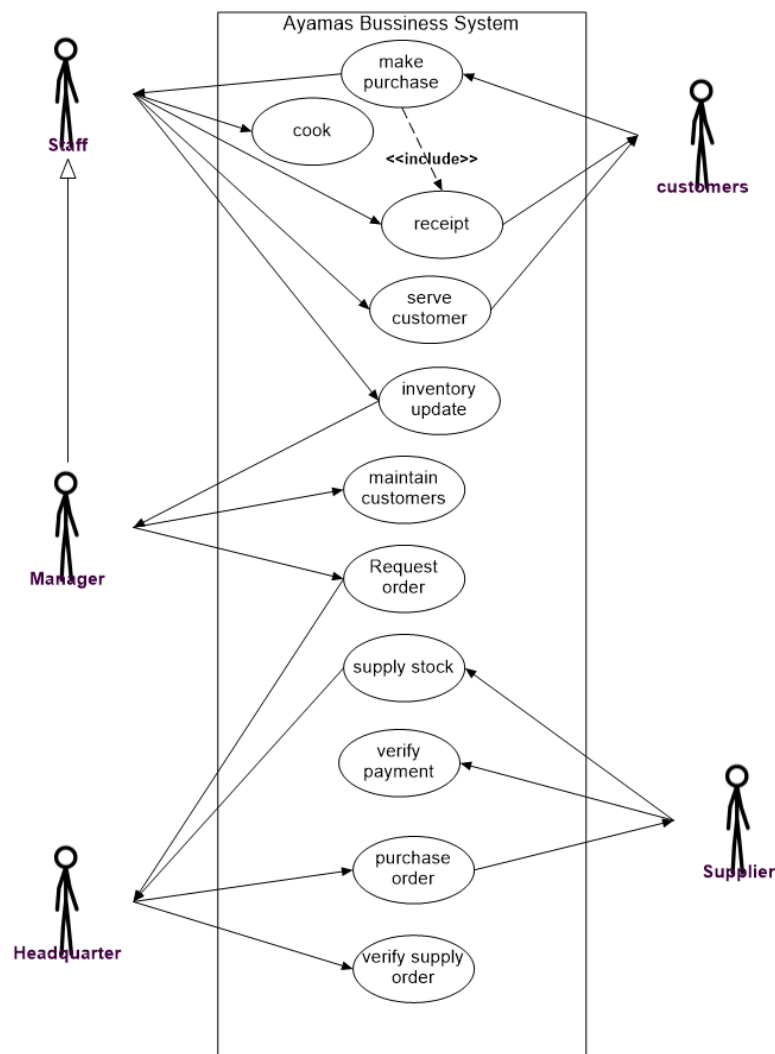 Ayamas Bussiness System
make
purchase
cook
Staff
<<include>>
customers
receipt
serve
customer
inventory
update
maintain
customers
Manager
Request
order
supply stock
verify
payment
purchase
order
Supplier
Headquarter
verify supply
order